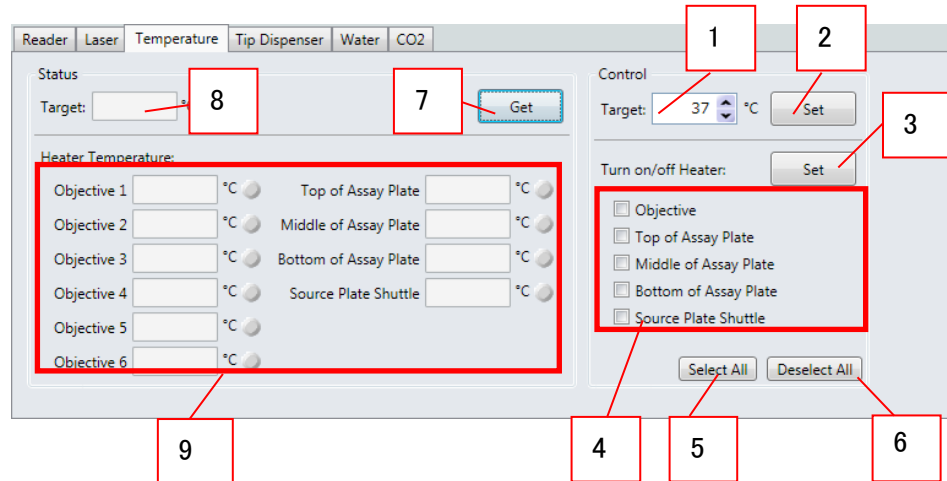 1
2
Reader Laser Temperature Tip Dispenser Water CO2
Status
Control
Target: °
8
7
Get
Target: 37 °C Set
3
Heater Temperature:
Turn on/off Heater: Set
Objective 1 °C Top of Assay Plate °C
Objective 2 °C Middle of Assay Plate °C
Objective 3 °C Bottom of Assay Plate °C
Objective 4 °C Source Plate Shuttle °C
Objective 5 °C
Objective 6 °C
Objective
Top of Assay Plate
Middle of Assay Plate
Bottom of Assay Plate
Source Plate Shuttle
Select All Deselect All
9
4
5
6